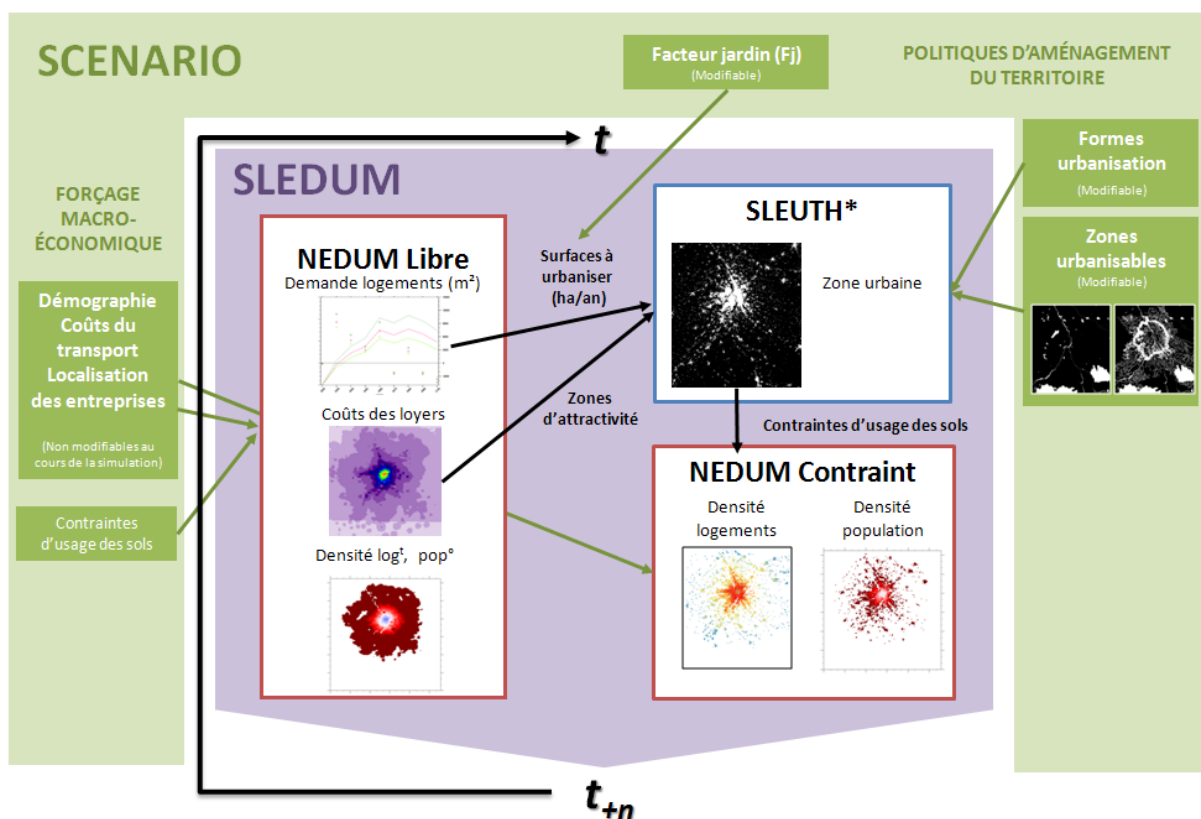 SCENARIO
Facteur jardin (Fj)
(Modifiable)
POLITIQUES D'AMÉNAGEMENT
DU TERRITOIRE
t
SLEDUM
FORÇAGE
MACRO-
ÉCONOMIQUE
Démographie
Coûts du
transport
Localisation
des entreprises
(Non modifiables au
cours de la simulation)
Contraintes
d'usage des sols
NEDUM Libre
Demande logements (m²)
Coûts des loyers
Densité logᵗ, pop°
Surfaces à
urbaniser
(ha/an)
Zones
d'attractivité
SLEUTH*
Zone urbaine
Contraintes d'usage des sols
NEDUM Contraint
Densité
logements
Densité
population
Formes
urbanisation
(Modifiable)
Zones
urbanisables
(Modifiable)
t+n